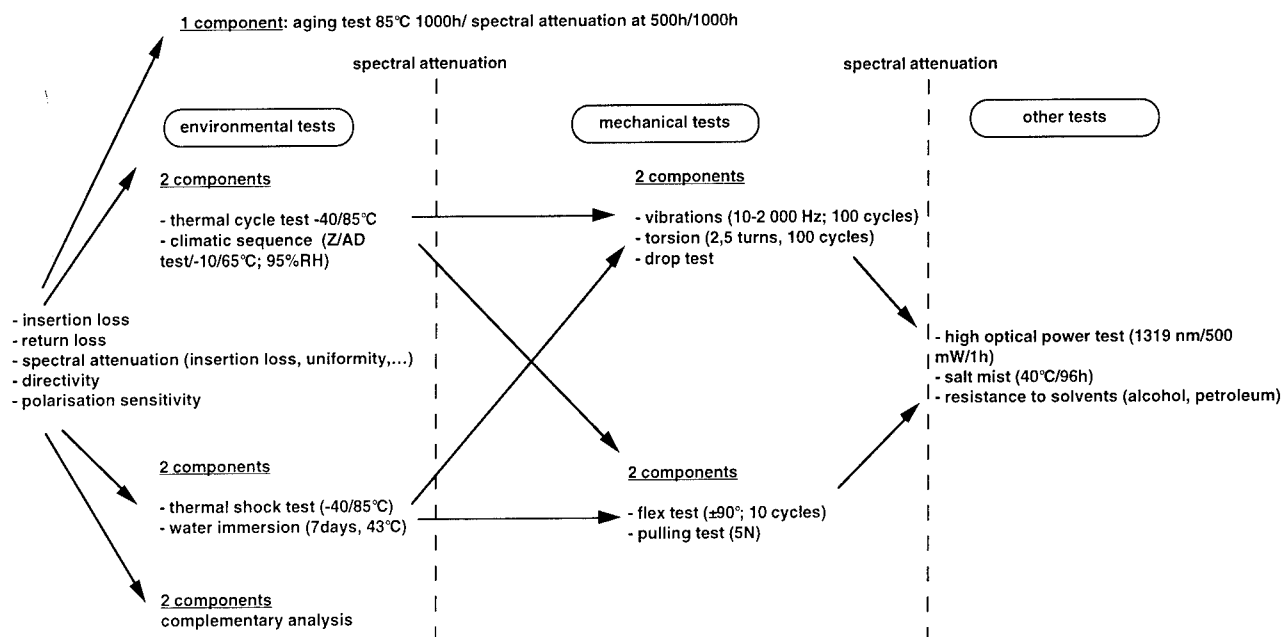 1 component: aging test 85°C 1000h/ spectral attenuation at 500h/1000h
spectral attenuation
spectral attenuation
environmental tests
mechanical tests
other tests
2 components
- thermal cycle test -40/85°C
- climatic sequence (Z/AD
test/-10/65°C; 95%RH)
2 components
- vibrations (10-2 000 Hz; 100 cycles)
- torsion (2,5 turns, 100 cycles)
- drop test
- insertion loss
- return loss
- spectral attenuation (insertion loss, uniformity,...)
- directivity
- polarisation sensitivity
- high optical power test (1319 nm/500
mW/1h)
- salt mist (40°C/96h)
- resistance to solvents (alcohol, petroleum)
2 components
- thermal shock test (-40/85°C)
- water immersion (7days, 43°C)
2 components
- flex test (±90°; 10 cycles)
- pulling test (5N)
2 components
complementary analysis